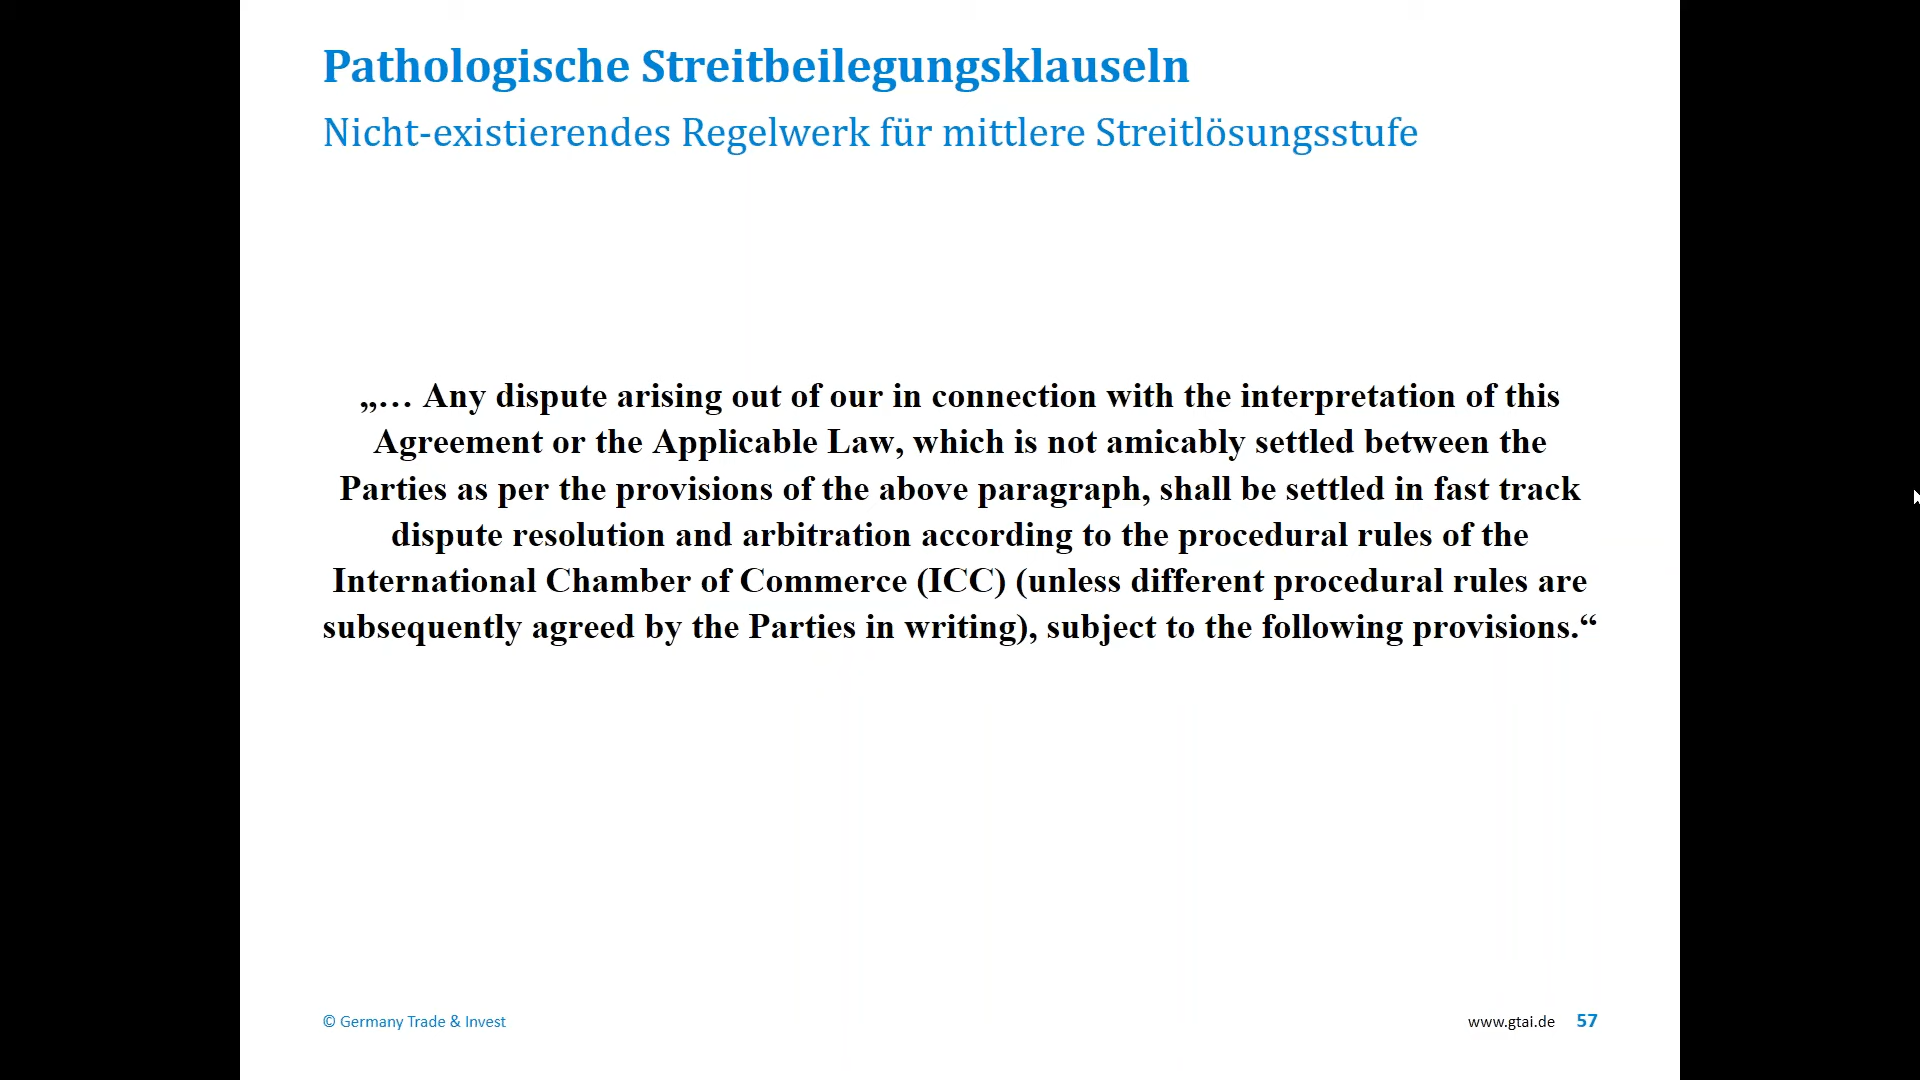 Pathologische Streitbeilegungsklauseln
Nicht-existierendes Regelwerk für mittlere Streitlösungsstufe
„… Any dispute arising out of our in connection with the interpretation of this
Agreement or the Applicable Law, which is not amicably settled between the
Parties as per the provisions of the above paragraph, shall be settled in fast track
dispute resolution and arbitration according to the procedural rules of the
International Chamber of Commerce (ICC) (unless different procedural rules are
subsequently agreed by the Parties in writing), subject to the following provisions.“
© Germany Trade & Invest
www.gtai.de 57